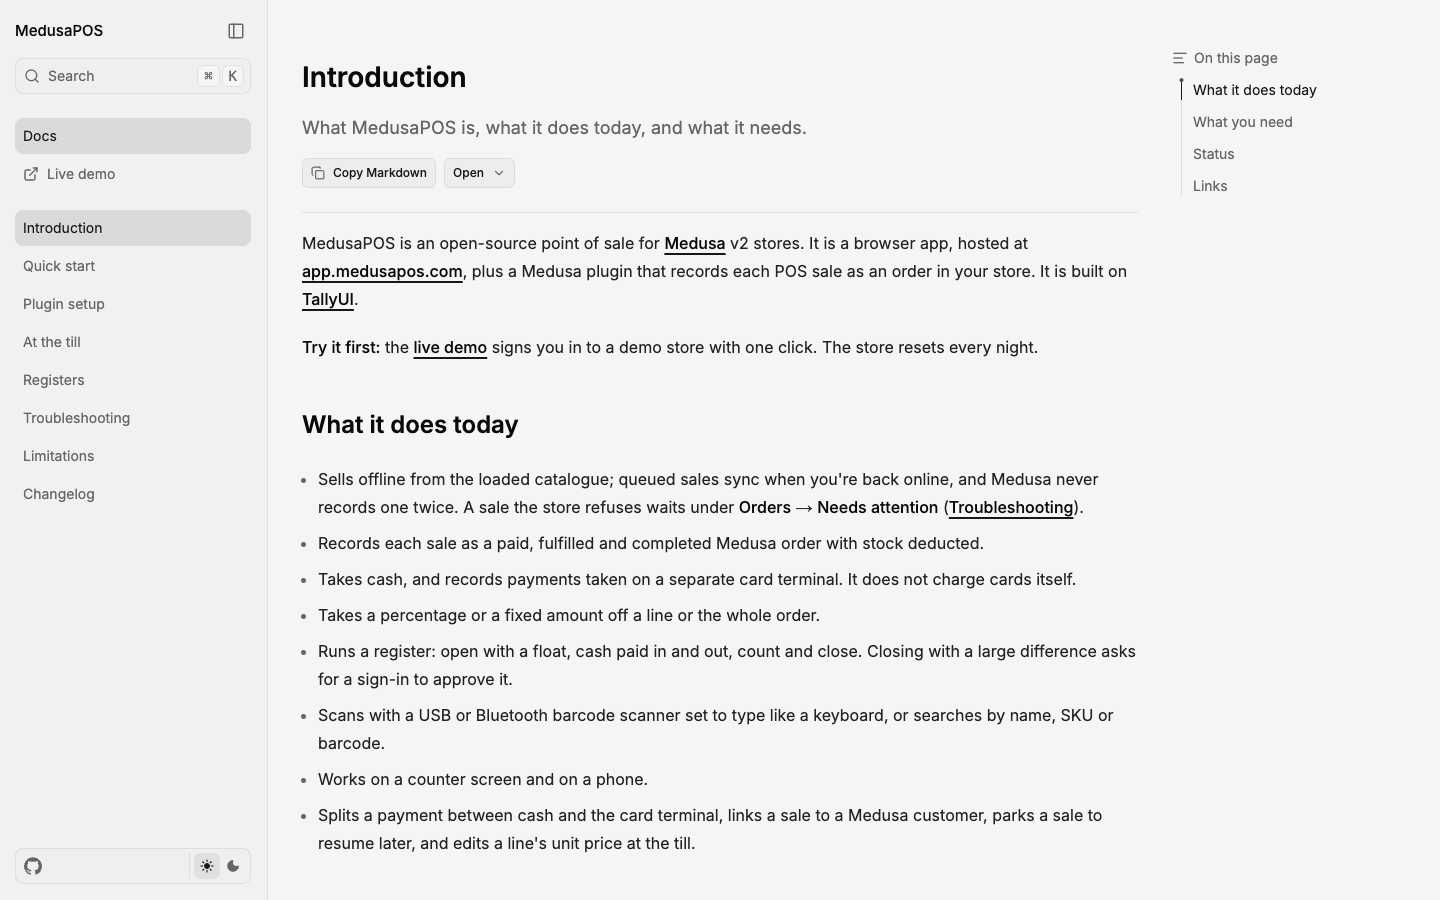 MedusaPOS
Search
⌘ K
Docs
Live demo
Introduction
Quick start
Plugin setup
At the till
Registers
Troubleshooting
Limitations
Changelog
Introduction
What MedusaPOS is, what it does today, and what it needs.
Copy Markdown
Open
MedusaPOS is an open-source point of sale for Medusa v2 stores. It is a browser app, hosted at
app.medusapos.com, plus a Medusa plugin that records each POS sale as an order in your store. It is built on
TallyUI.
Try it first: the live demo signs you in to a demo store with one click. The store resets every night.
What it does today
Sells offline from the loaded catalogue; queued sales sync when you're back online, and Medusa never
records one twice. A sale the store refuses waits under Orders → Needs attention (Troubleshooting).
Records each sale as a paid, fulfilled and completed Medusa order with stock deducted.
Takes cash, and records payments taken on a separate card terminal. It does not charge cards itself.
Takes a percentage or a fixed amount off a line or the whole order.
Runs a register: open with a float, cash paid in and out, count and close. Closing with a large difference asks
for a sign-in to approve it.
Scans with a USB or Bluetooth barcode scanner set to type like a keyboard, or searches by name, SKU or
barcode.
Works on a counter screen and on a phone.
Splits a payment between cash and the card terminal, links a sale to a Medusa customer, parks a sale to
resume later, and edits a line's unit price at the till.
On this page
What it does today
What you need
Status
Links